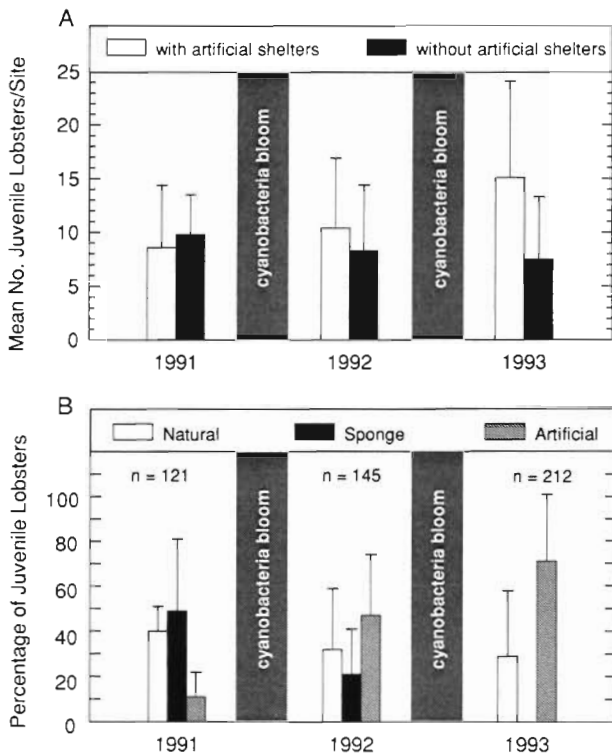 A
with artificial shelters without artificial shelters
Mean No. Juvenile Lobsters/Site
25
20
15
10
5
0
cyanobacteria bloom
cyanobacteria bloom
1991 1992 1993
B
Natural Sponge Artificial
Percentage of Juvenile Lobsters
n = 121 n = 145 n = 212
100
80
60
40
20
0
cyanobacteria bloom
cyanobacteria bloom
1991 1992 1993